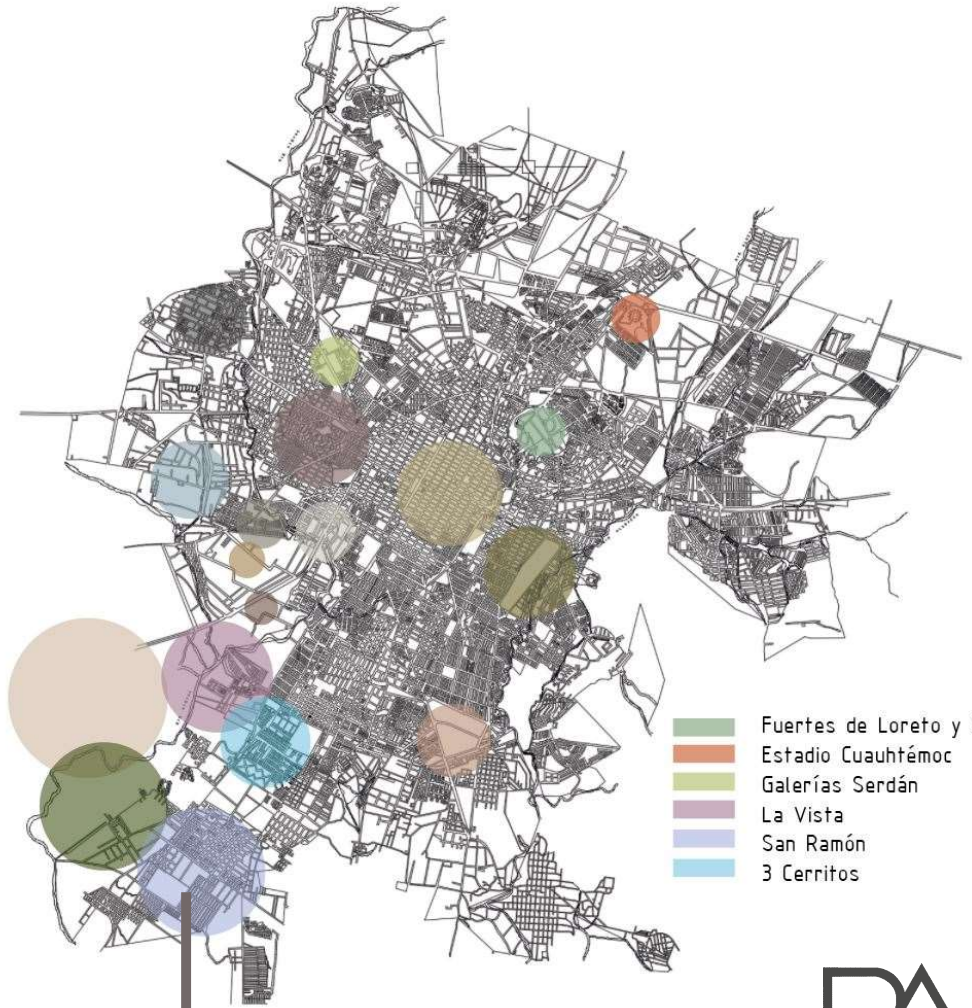 Fuertes de Loreto y
Estadio Cuauhtémoc
Galerías Serdán
La Vista
San Ramón
3 Cerritos